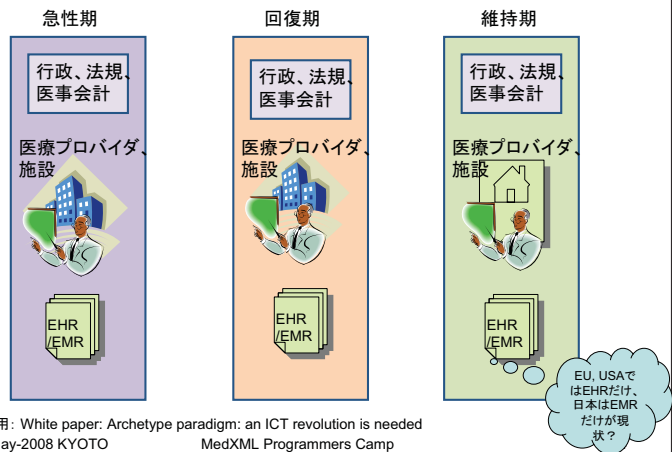 急性期
回復期
維持期
行政、法規、
医事会計
行政、法規、
医事会計
行政、法規、
医事会計
医療プロバイダ、
施設
医療プロバイダ、
施設
医療プロバイダ、
施設
EHR
/EMR
EHR
/EMR
EHR
/EMR
EU, USAで
はEHRだけ、
日本はEMR
だけが現
状？
用: White paper: Archetype paradigm: an ICT revolution is needed
ay-2008 KYOTO
MedXML Programmers Camp